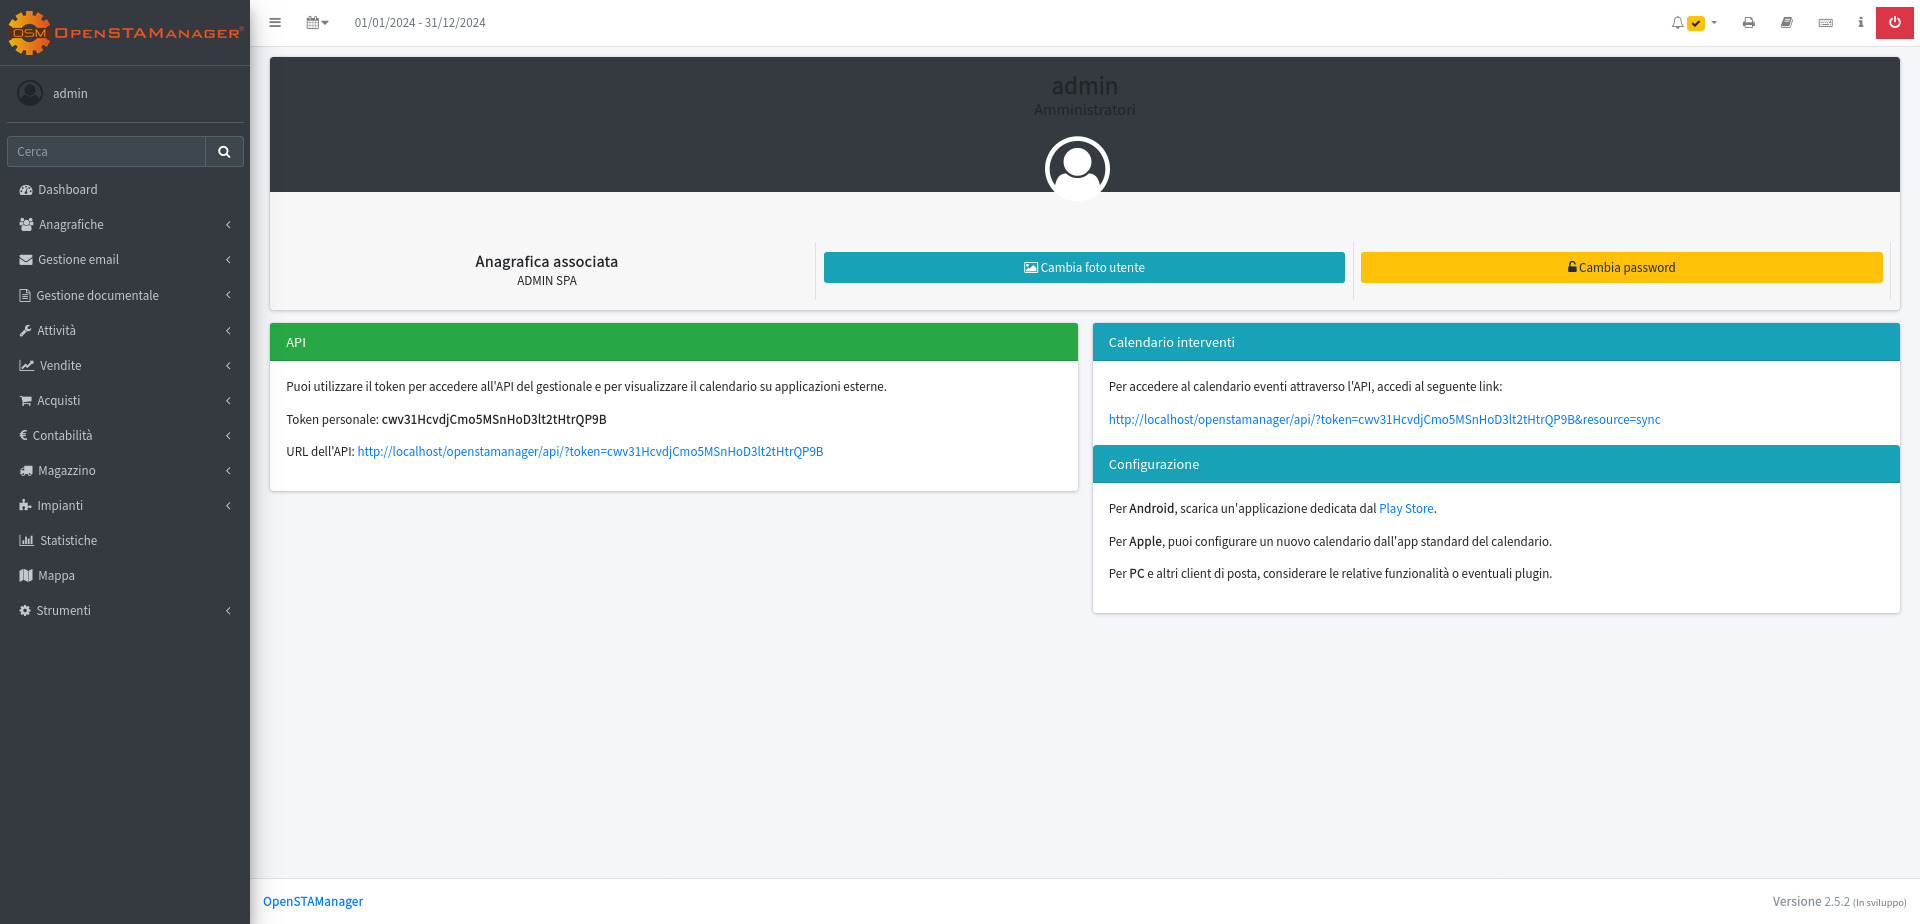 OSM OPENSTAMANAGER®
01/01/2024 - 31/12/2024
admin
Cerca
Dashboard
Anagrafiche
Gestione email
Gestione documentale
Attività
Vendite
Acquisti
Contabilità
Magazzino
Impianti
Statistiche
Mappa
Strumenti
admin
Amministratori
Anagrafica associata
ADMIN SPA
Cambia foto utente
Cambia password
API
Puoi utilizzare il token per accedere all'API del gestionale e per visualizzare il calendario su applicazioni esterne.
Token personale: cwv31HcvdjCmo5MSnHoD3lt2tHtrQP9B
URL dell'API: http://localhost/openstamanager/api/?token=cwv31HcvdjCmo5MSnHoD3lt2tHtrQP9B
Calendario interventi
Per accedere al calendario eventi attraverso l'API, accedi al seguente link:
http://localhost/openstamanager/api/?token=cwv31HcvdjCmo5MSnHoD3lt2tHtrQP9B&resource=sync
Configurazione
Per Android, scarica un'applicazione dedicata dal Play Store.
Per Apple, puoi configurare un nuovo calendario dall'app standard del calendario.
Per PC e altri client di posta, considerare le relative funzionalità o eventuali plugin.
OpenSTAManager
Versione 2.5.2 (In sviluppo)